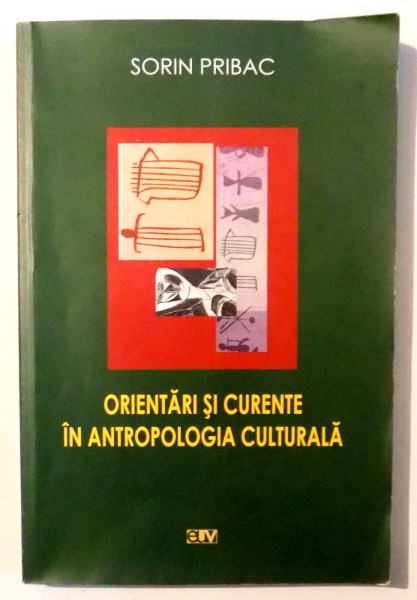 SORIN PRIBAC
ORIENTĂRI ŞI CURENTE
ÎN ANTROPOLOGIA CULTURALĂ
euv